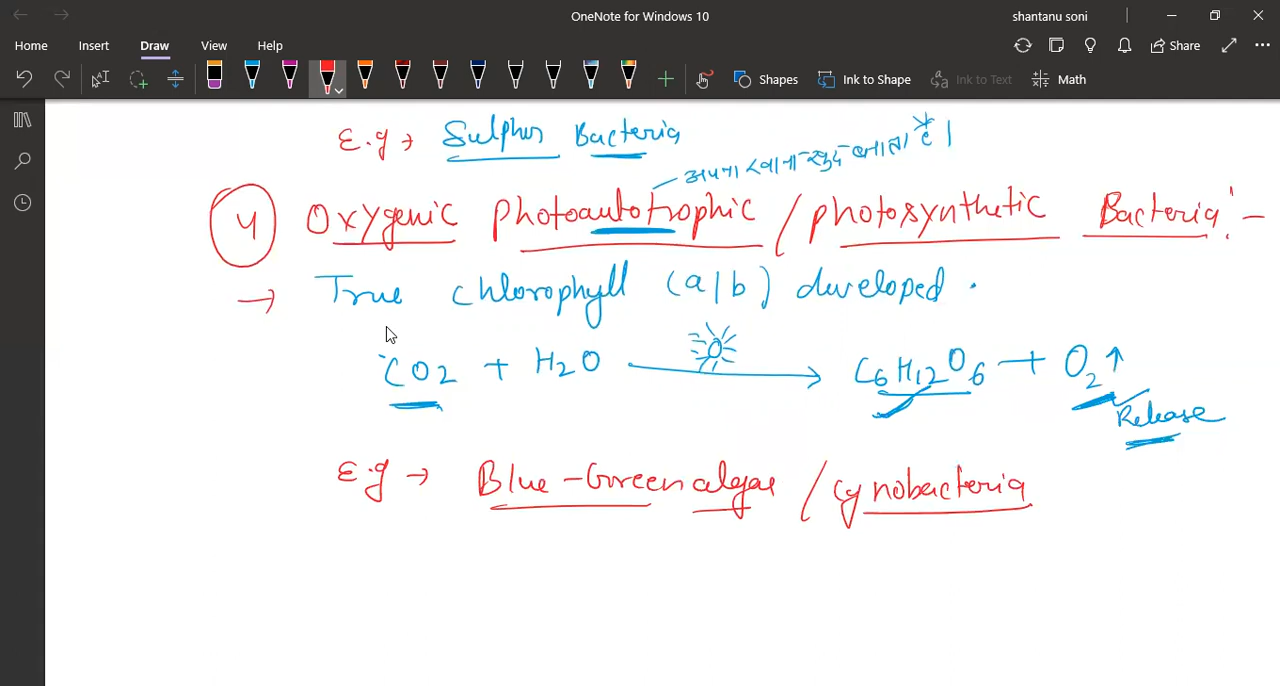 OneNote for Windows 10
shantanu soni
Home Insert Draw View Help
Share
Shapes Ink to Shape Ink to Text Math
E.g → Sulphur Bacteria
अपना खाना खुद बनाता है।
4 Oxygenic Photoautotrophic / photosynthetic Bacteria :-
→ True chlorophyll (a/b) developed .
CO2 + H2O → C6H12O6 + O2 ↑
Release
E.g → Blue-Green algae / cynobacteria